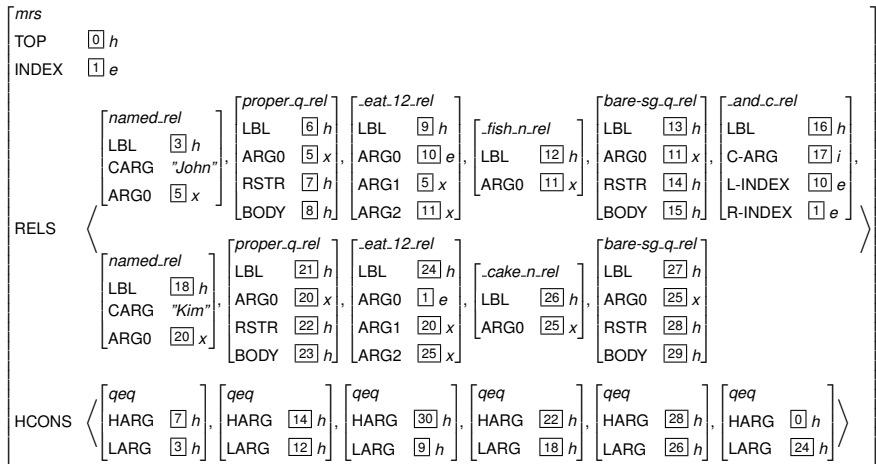 mrs
TOP 0 h
INDEX 1 e
RELS
named_rel
LBL 3 h
CARG "John"
ARG0 5 x
,
proper_q_rel
LBL 6 h
ARG0 5 x
RSTR 7 h
BODY 8 h
,
_eat_12_rel
LBL 9 h
ARG0 10 e
ARG1 5 x
ARG2 11 x
,
_fish_n_rel
LBL 12 h
ARG0 11 x
,
bare-sg_q_rel
LBL 13 h
ARG0 11 x
RSTR 14 h
BODY 15 h
,
_and_c_rel
LBL 16 h
C-ARG 17 i
L-INDEX 10 e
R-INDEX 1 e
,
named_rel
LBL 18 h
CARG "Kim"
ARG0 20 x
,
proper_q_rel
LBL 21 h
ARG0 20 x
RSTR 22 h
BODY 23 h
,
_eat_12_rel
LBL 24 h
ARG0 1 e
ARG1 20 x
ARG2 25 x
,
_cake_n_rel
LBL 26 h
ARG0 25 x
,
bare-sg_q_rel
LBL 27 h
ARG0 25 x
RSTR 28 h
BODY 29 h
HCONS
qeq
HARG 7 h
LARG 3 h
,
qeq
HARG 14 h
LARG 12 h
,
qeq
HARG 30 h
LARG 9 h
,
qeq
HARG 22 h
LARG 18 h
,
qeq
HARG 28 h
LARG 26 h
,
qeq
HARG 0 h
LARG 24 h